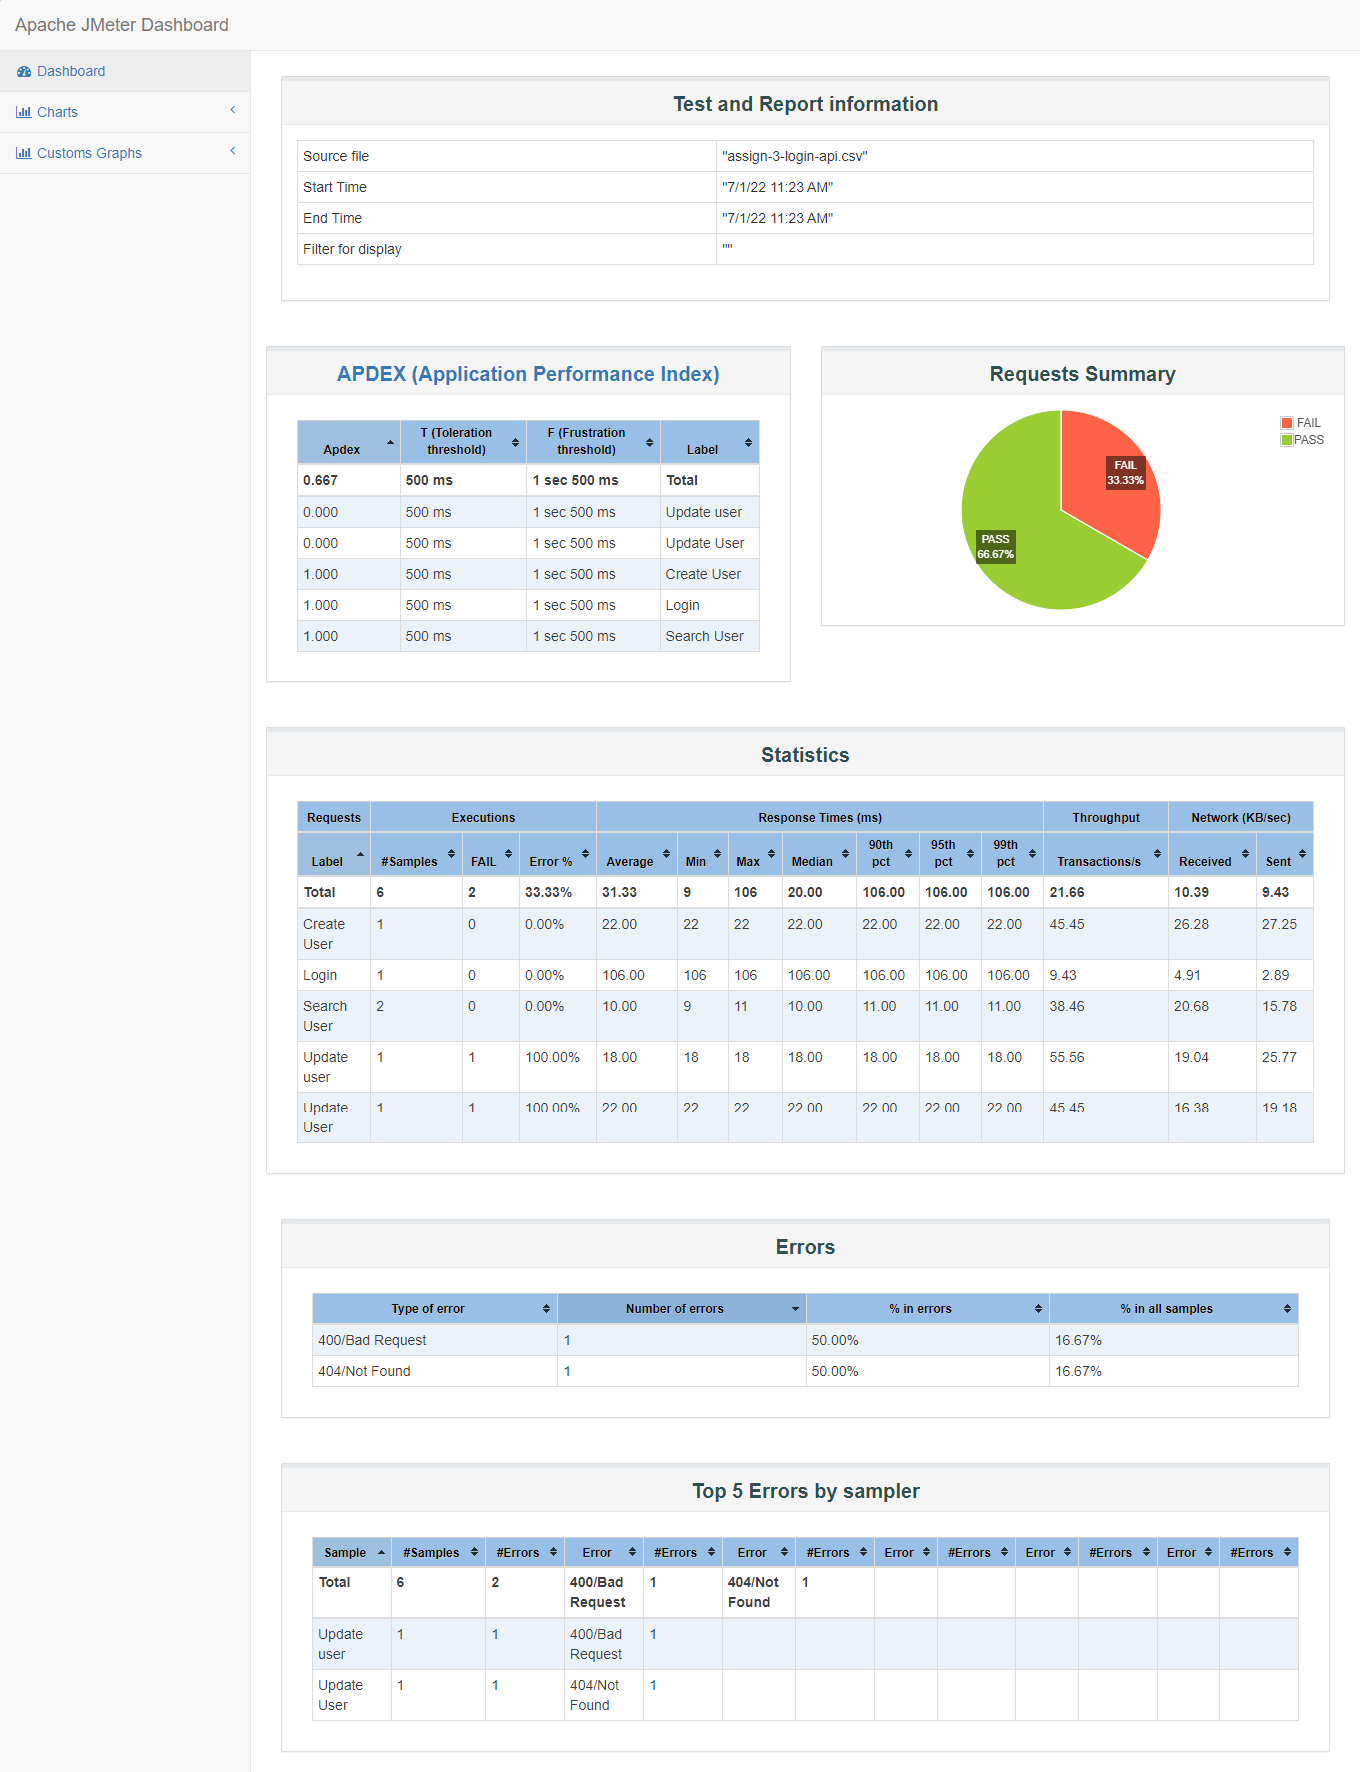 Apache JMeter Dashboard
Dashboard
Charts
Customs Graphs
Test and Report information
Source file "assign-3-login-api.csv"
Start Time "7/1/22 11:23 AM"
End Time "7/1/22 11:23 AM"
Filter for display ""
APDEX (Application Performance Index)
Apdex T (Toleration threshold) F (Frustration threshold) Label
0.667 500 ms 1 sec 500 ms Total
0.000 500 ms 1 sec 500 ms Update user
0.000 500 ms 1 sec 500 ms Update User
1.000 500 ms 1 sec 500 ms Create User
1.000 500 ms 1 sec 500 ms Login
1.000 500 ms 1 sec 500 ms Search User
Requests Summary
FAIL
PASS
FAIL
33.33%
PASS
66.67%
Statistics
Requests Executions Response Times (ms) Throughput Network (KB/sec)
Label #Samples FAIL Error % Average Min Max Median 90th pct 95th pct 99th pct Transactions/s Received Sent
Total 6 2 33.33% 31.33 9 106 20.00 106.00 106.00 106.00 21.66 10.39 9.43
Create User 1 0 0.00% 22.00 22 22 22.00 22.00 22.00 22.00 45.45 26.28 27.25
Login 1 0 0.00% 106.00 106 106 106.00 106.00 106.00 106.00 9.43 4.91 2.89
Search User 2 0 0.00% 10.00 9 11 10.00 11.00 11.00 11.00 38.46 20.68 15.78
Update user 1 1 100.00% 18.00 18 18 18.00 18.00 18.00 18.00 55.56 19.04 25.77
Update User 1 1 100.00% 22.00 22 22 22.00 22.00 22.00 22.00 45.45 16.38 19.18
Errors
Type of error Number of errors % in errors % in all samples
400/Bad Request 1 50.00% 16.67%
404/Not Found 1 50.00% 16.67%
Top 5 Errors by sampler
Sample #Samples #Errors Error #Errors Error #Errors Error #Errors Error #Errors Error #Errors
Total 6 2 400/Bad Request 1 404/Not Found 1
Update user 1 1 400/Bad Request 1
Update User 1 1 404/Not Found 1